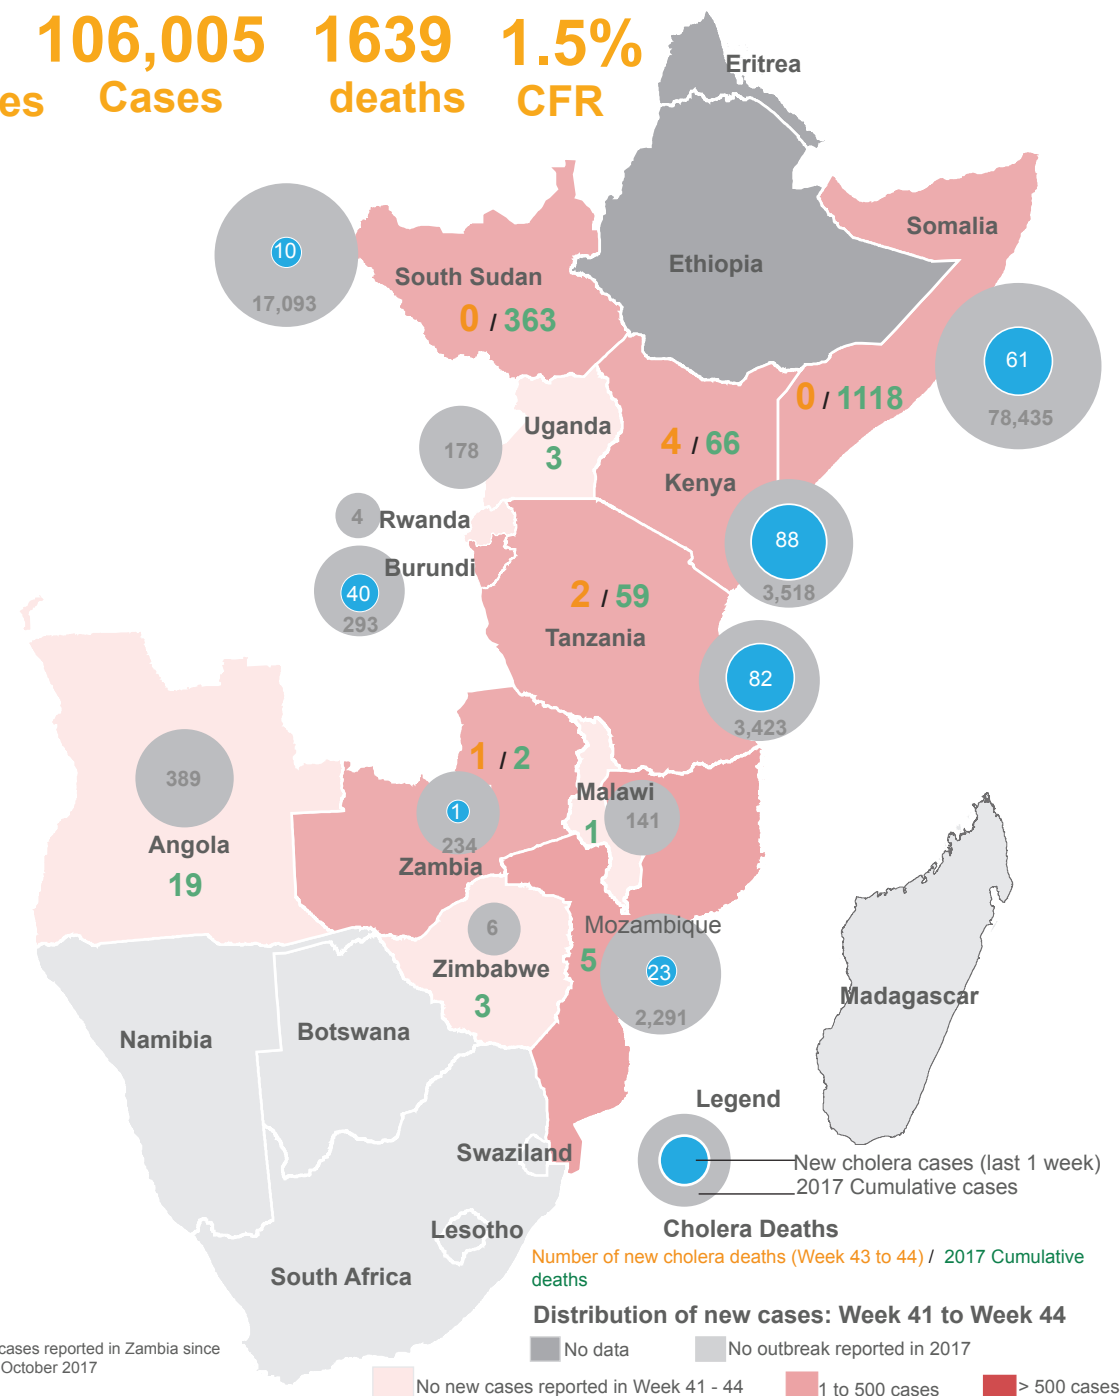 106,005 1639 1.5%
es Cases deaths CFR
Eritrea
Somalia
Ethiopia
10
17,093
South Sudan
0 / 363
61
78,435
0 / 1118
Uganda
3
178
4 / 66
Kenya
4
Rwanda
88
3,518
Burundi
40
293
2 / 59
Tanzania
82
3,423
1 / 2
389
Angola
19
Malawi
1
141
1
234
Zambia
6
Zimbabwe
3
Mozambique
5
23
2,291
Madagascar
Namibia
Botswana
Swaziland
Lesotho
South Africa
Legend
New cholera cases (last 1 week)
2017 Cumulative cases
Cholera Deaths
Number of new cholera deaths (Week 43 to 44) / 2017 Cumulative
deaths
Distribution of new cases: Week 41 to Week 44
No data
No outbreak reported in 2017
No new cases reported in Week 41 - 44
1 to 500 cases
> 500 cases
cases reported in Zambia since
October 2017